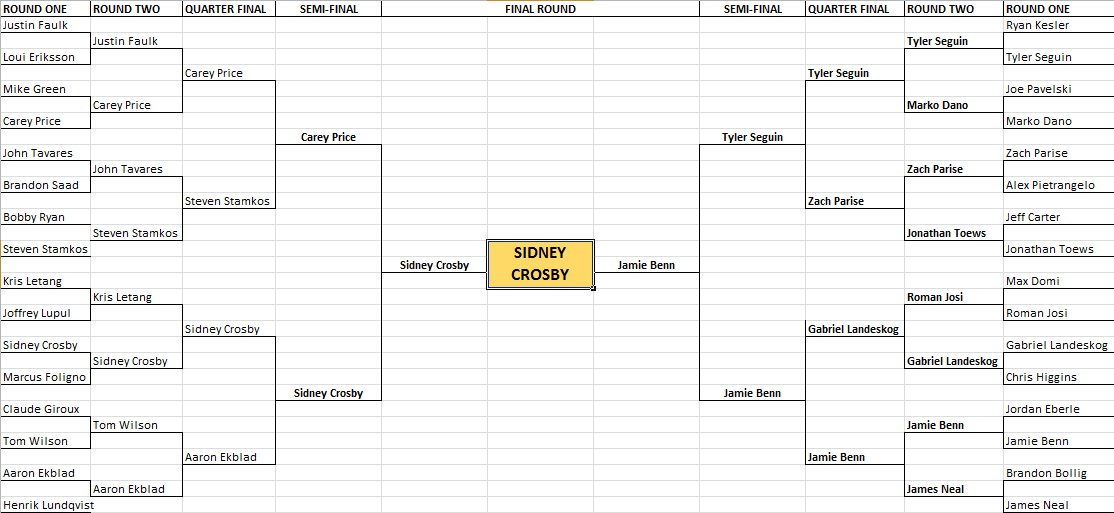 ROUND ONE ROUND TWO QUARTER FINAL SEMI-FINAL FINAL ROUND SEMI-FINAL QUARTER FINAL ROUND TWO ROUND ONE
Justin Faulk Ryan Kesler
Justin Faulk Tyler Seguin
Loui Eriksson Tyler Seguin
Carey Price Tyler Seguin
Mike Green Joe Pavelski
Carey Price Marko Dano
Carey Price Marko Dano
Carey Price Tyler Seguin
John Tavares Zach Parise
John Tavares Zach Parise
Brandon Saad Alex Pietrangelo
Steven Stamkos Zach Parise
Bobby Ryan Jeff Carter
Steven Stamkos Jonathan Toews
Steven Stamkos Jonathan Toews
SIDNEY
Sidney Crosby Jamie Benn
CROSBY
Kris Letang Max Domi
Kris Letang Roman Josi
Joffrey Lupul Roman Josi
Sidney Crosby Gabriel Landeskog
Sidney Crosby Gabriel Landeskog
Sidney Crosby Gabriel Landeskog
Marcus Foligno Chris Higgins
Sidney Crosby Jamie Benn
Claude Giroux Jordan Eberle
Tom Wilson Jamie Benn
Tom Wilson Jamie Benn
Aaron Ekblad Jamie Benn
Aaron Ekblad Brandon Bollig
Aaron Ekblad James Neal
Henrik Lundqvist James Neal